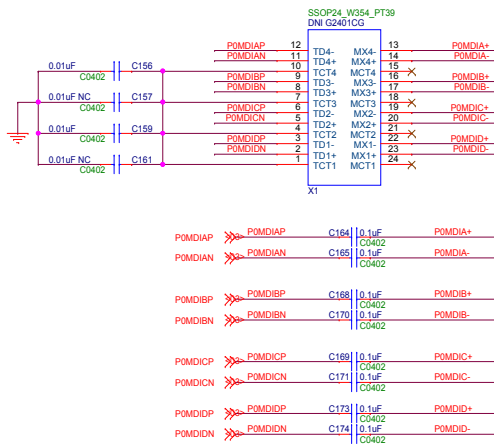 SSOP24_W354_PT39
DNI G2401CG
P0MDIAP 12 TD4- MX4- 13 P0MDIA+
P0MDIAN 11 TD4+ MX4+ 14 P0MDIA-
0.01uF C0402 C156 10 TCT4 MCT4 15
P0MDIBP 9 TD3- MX3- 16 P0MDIB+
P0MDIBN 8 TD3+ MX3+ 17 P0MDIB-
0.01uF NC C0402 C157 7 TCT3 MCT3 18
P0MDICP 6 TD2- MX2- 19 P0MDIC+
P0MDICN 5 TD2+ MX2+ 20 P0MDIC-
0.01uF C0402 C159 4 TCT2 MCT2 21
P0MDIDP 3 TD1- MX1- 22 P0MDID+
P0MDIDN 2 TD1+ MX1+ 23 P0MDID-
0.01uF NC C0402 C161 1 TCT1 MCT1 24
X1
P0MDIAP P0MDIAP C164 0.1uF C0402 P0MDIA+
P0MDIAN P0MDIAN C165 0.1uF C0402 P0MDIA-
P0MDIBP P0MDIBP C168 0.1uF C0402 P0MDIB+
P0MDIBN P0MDIBN C170 0.1uF C0402 P0MDIB-
P0MDICP P0MDICP C169 0.1uF C0402 P0MDIC+
P0MDICN P0MDICN C171 0.1uF C0402 P0MDIC-
P0MDIDP P0MDIDP C173 0.1uF C0402 P0MDID+
P0MDIDN P0MDIDN C174 0.1uF C0402 P0MDID-